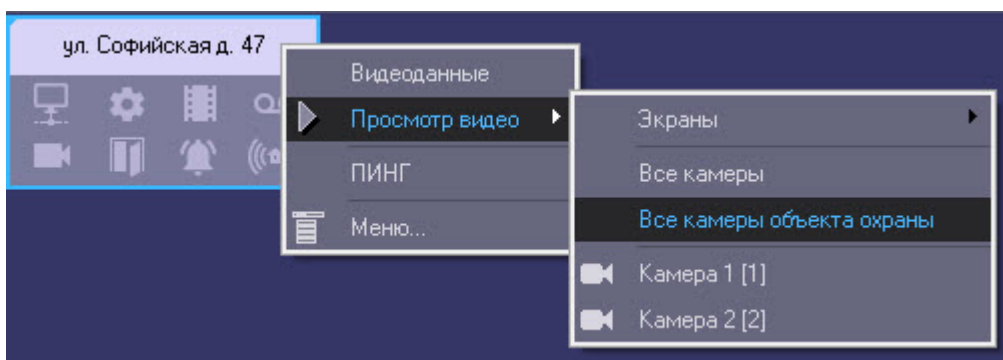 ул. Софийская д. 47
Видеоданные
Просмотр видео
ПИНГ
Меню...
Экраны
Все камеры
Все камеры объекта охраны
Камера 1 [1]
Камера 2 [2]